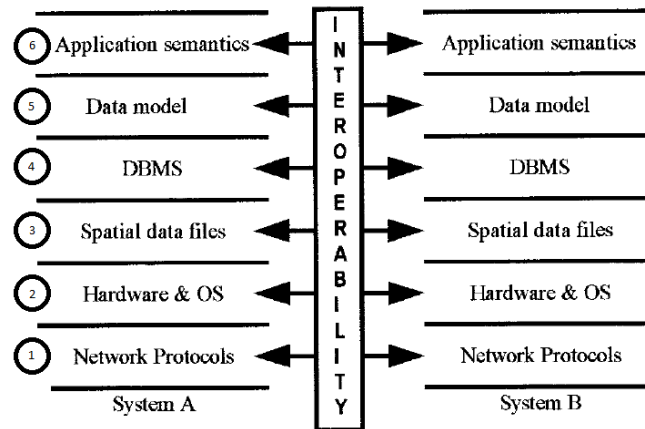 6 Application semantics Application semantics
5 Data model Data model
4 DBMS DBMS
3 Spatial data files Spatial data files
2 Hardware & OS Hardware & OS
1 Network Protocols Network Protocols
System A System B
INTEROPERABILITY